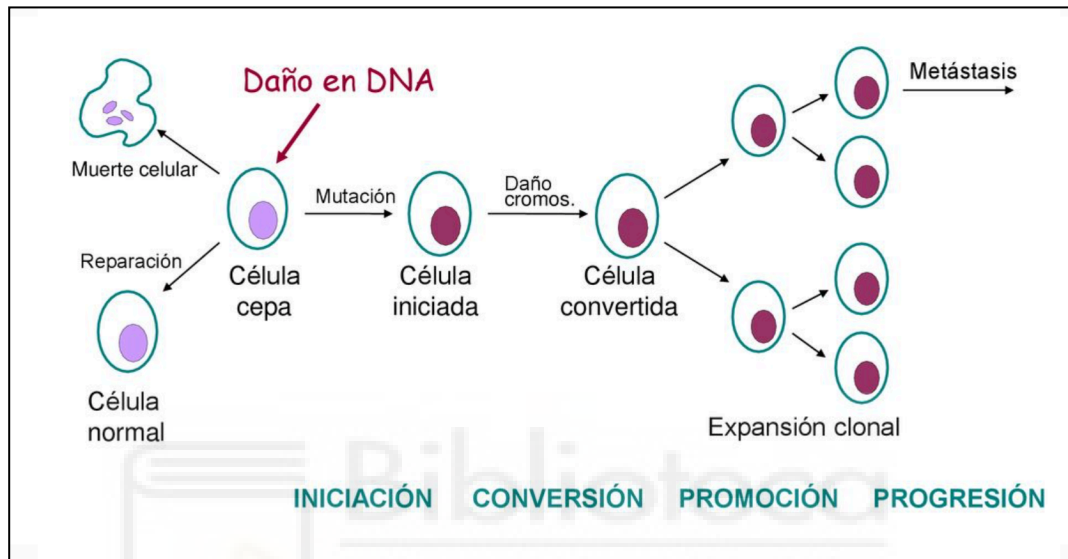 Daño en DNA
Metástasis
Muerte celular
Mutación
Daño
cromos.
Reparación
Célula
cepa
Célula
iniciada
Célula
convertida
Célula
normal
Expansión clonal
Biblioteca
INICIACIÓN CONVERSIÓN PROMOCIÓN PROGRESIÓN